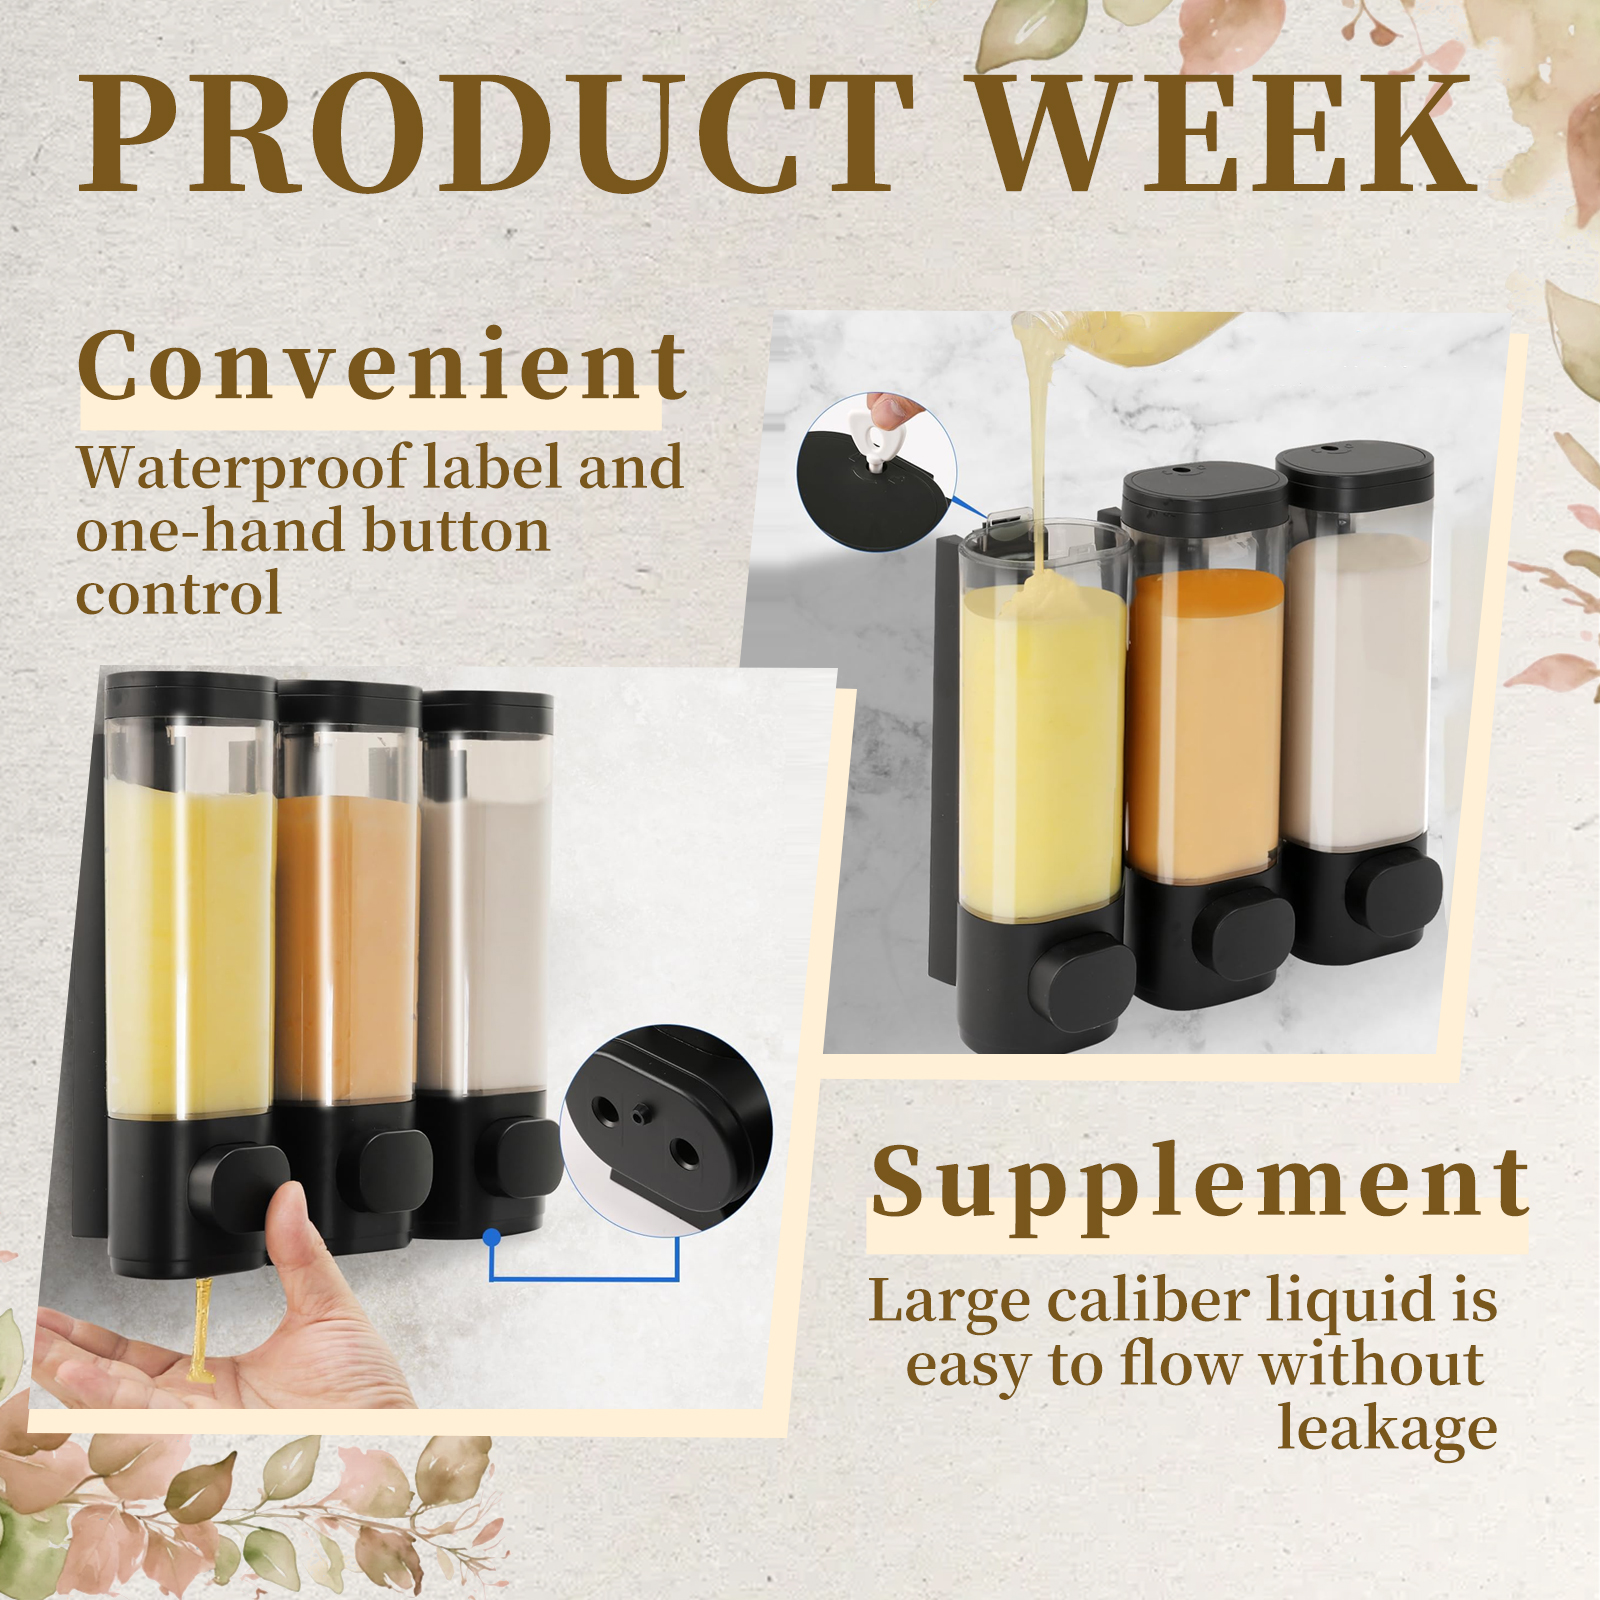 PRODUCT WEEK
Convenient
Waterproof label and
one-hand button
control
Supplement
Large caliber liquid is
easy to flow without
leakage